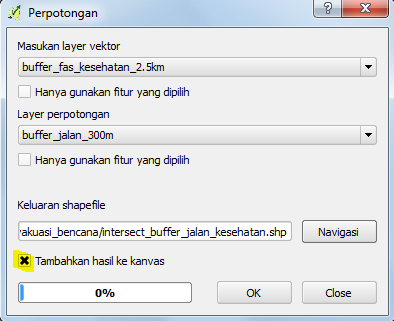 Perpotongan
Masukan layer vektor
buffer_fas_kesehatan_2.5km
Hanya gunakan fitur yang dipilih
Layer perpotongan
buffer_jalan_300m
Hanya gunakan fitur yang dipilih
Keluaran shapefile
/akuasi_bencana/intersect_buffer_jalan_kesehatan.shp Navigasi
Tambahkan hasil ke kanvas
0% OK Close